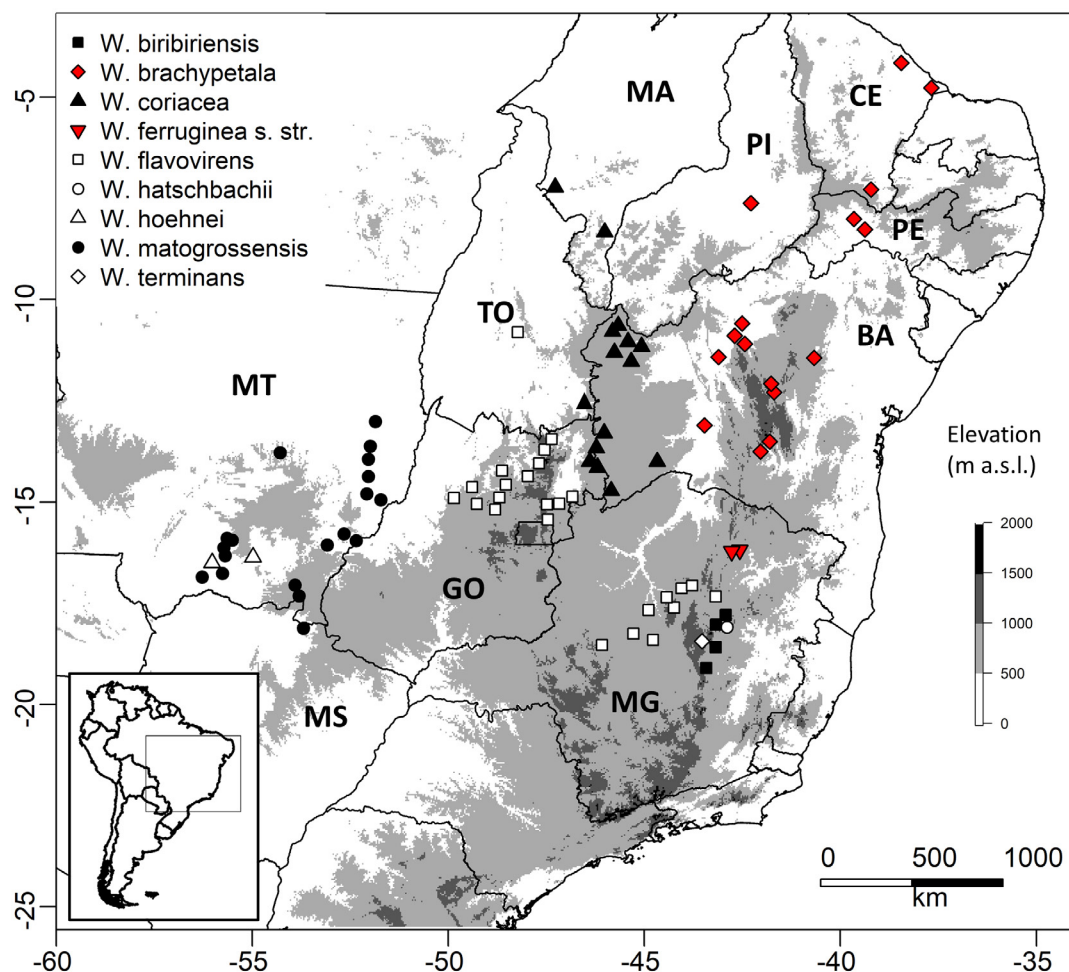 W. biribiriensis
W. brachypetala
W. coriacea
W. ferruginea s. str.
W. flavovirens
W. hatschbachii
W. hoehnei
W. matogrossensis
W. terminans
MA
CE
PI
PE
TO
BA
MT
GO
MG
MS
Elevation
(m a.s.l.)
2000
1500
1000
500
0
0 500 1000
km
-5
-10
-15
-20
-25
-60 -55 -50 -45 -40 -35